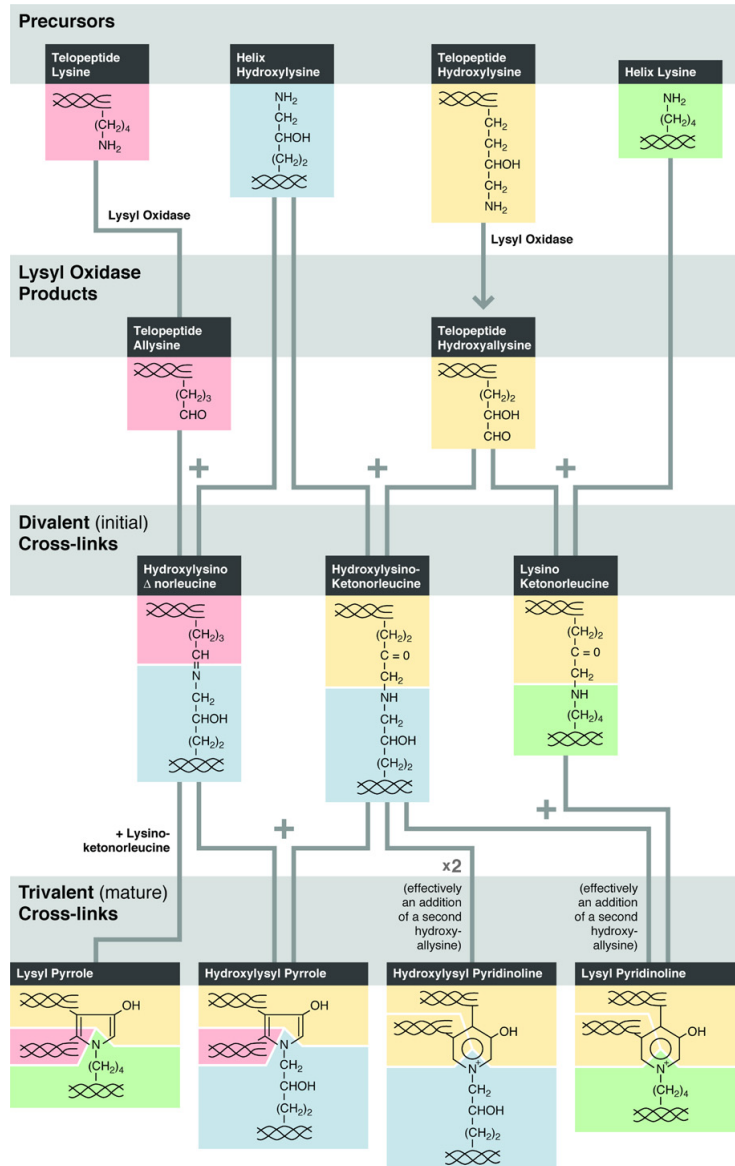 Precursors
Telopeptide
Lysine
Helix
Hydroxylysine
Telopeptide
Hydroxylysine
Helix Lysine
(CH2)4
NH2
NH2
CH2
CHOH
(CH2)2
CH2
CH2
CHOH
CH2
NH2
NH2
(CH2)4
Lysyl Oxidase
Lysyl Oxidase
Lysyl Oxidase
Products
Telopeptide
Allysine
Telopeptide
Hydroxyallysine
(CH2)3
CHO
(CH2)2
CHOH
CHO
+
+
+
Divalent (initial)
Cross-links
Hydroxylysino
Δ norleucine
Hydroxylysino-
Ketonorleucine
Lysino
Ketonorleucine
(CH2)3
CH
N
CH2
CHOH
(CH2)2
(CH2)2
C = 0
CH2
NH
CH2
CHOH
(CH2)2
(CH2)2
C = 0
CH2
NH
(CH2)4
+ Lysino-
ketonorleucine
+
+
x2
Trivalent (mature)
Cross-links
(effectively
an addition
of a second
hydroxy-
allysine)
(effectively
an addition
of a second
hydroxy-
allysine)
Lysyl Pyrrole
Hydroxylysyl Pyrrole
Hydroxylysyl Pyridinoline
Lysyl Pyridinoline
OH
N
(CH2)4
OH
N
CH2
CHOH
(CH2)2
OH
N+
CH2
CHOH
(CH2)2
OH
N+
(CH2)4